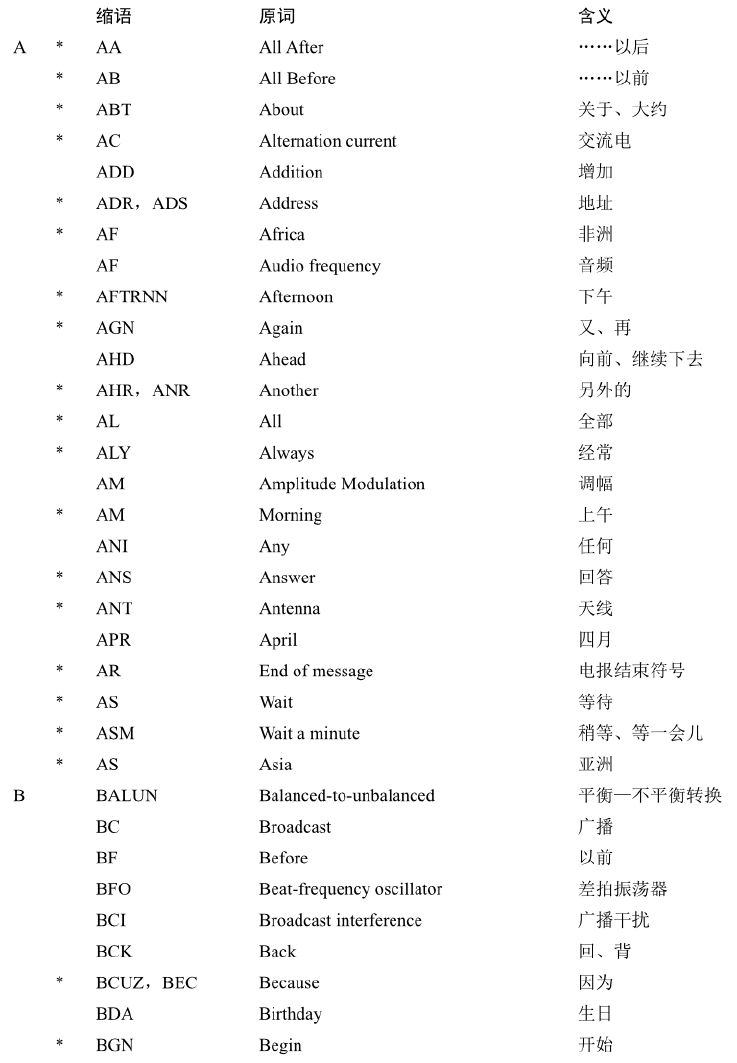 缩语 原词 含义
A * AA All After ……以后
* AB All Before ……以前
* ABT About 关于、大约
* AC Alternation current 交流电
ADD Addition 增加
* ADR，ADS Address 地址
* AF Africa 非洲
AF Audio frequency 音频
* AFTRNN Afternoon 下午
* AGN Again 又、再
AHD Ahead 向前、继续下去
* AHR，ANR Another 另外的
* AL All 全部
* ALY Always 经常
AM Amplitude Modulation 调幅
* AM Morning 上午
ANI Any 任何
* ANS Answer 回答
* ANT Antenna 天线
APR April 四月
* AR End of message 电报结束符号
* AS Wait 等待
* ASM Wait a minute 稍等、等一会儿
* AS Asia 亚洲
B BALUN Balanced-to-unbalanced 平衡—不平衡转换
BC Broadcast 广播
BF Before 以前
BFO Beat-frequency oscillator 差拍振荡器
BCI Broadcast interference 广播干扰
BCK Back 回、背
* BCUZ，BEC Because 因为
BDA Birthday 生日
* BGN Begin 开始